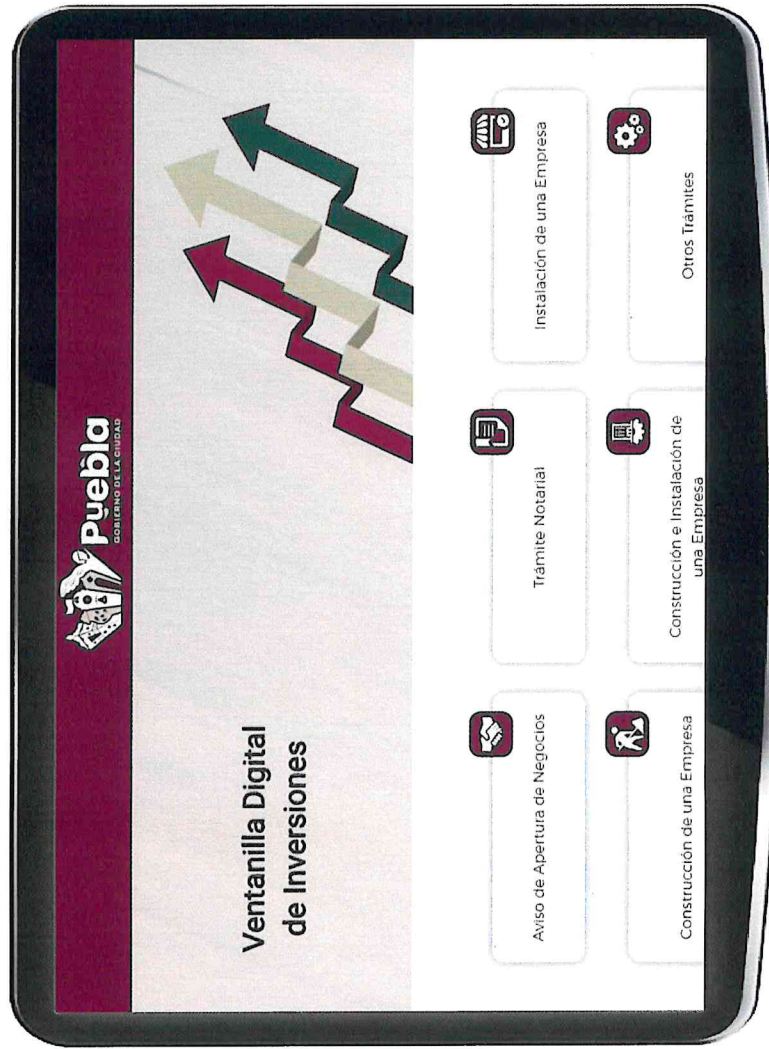 Puebla
GOBIERNO DE LA CIUDAD
Ventanilla Digital
de Inversiones
Aviso de Apertura de Negocios
Trámite Notarial
Instalación de una Empresa
Construcción de una Empresa
Construcción e Instalación de
una Empresa
Otros Trámites